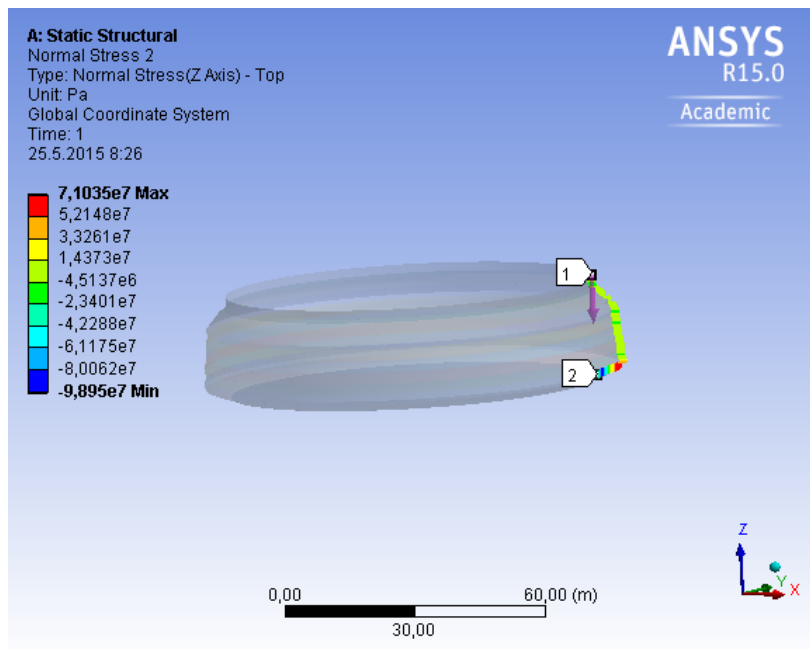 A: Static Structural
Normal Stress 2
Type: Normal Stress(Z Axis) - Top
Unit: Pa
Global Coordinate System
Time: 1
25.5.2015 8:26
ANSYS
R15.0
Academic
7,1035e7 Max
5,2148e7
3,3261e7
1,4373e7
-4,5137e6
-2,3401e7
-4,2288e7
-6,1175e7
-8,0062e7
-9,895e7 Min
1
2
0,00
60,00 (m)
30,00
Z
Y
X